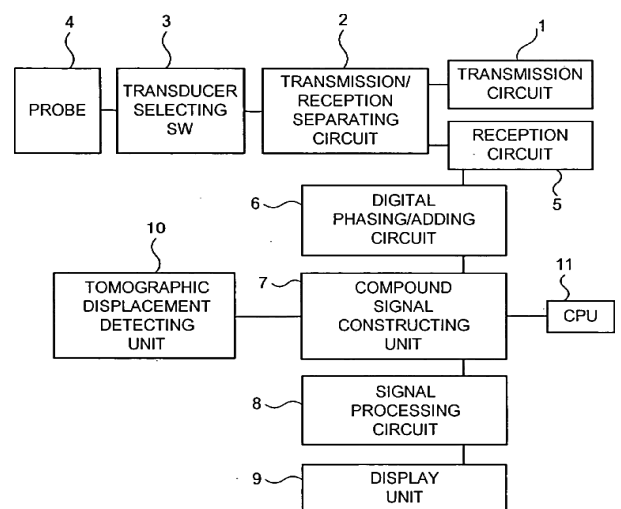 4
3
2
1
PROBE
TRANSDUCER
SELECTING
SW
TRANSMISSION/
RECEPTION
SEPARATING
CIRCUIT
TRANSMISSION
CIRCUIT
RECEPTION
CIRCUIT
5
6
DIGITAL
PHASING/ADDING
CIRCUIT
10
TOMOGRAPHIC
DISPLACEMENT
DETECTING
UNIT
7
COMPOUND
SIGNAL
CONSTRUCTING
UNIT
11
CPU
8
SIGNAL
PROCESSING
CIRCUIT
9
DISPLAY
UNIT